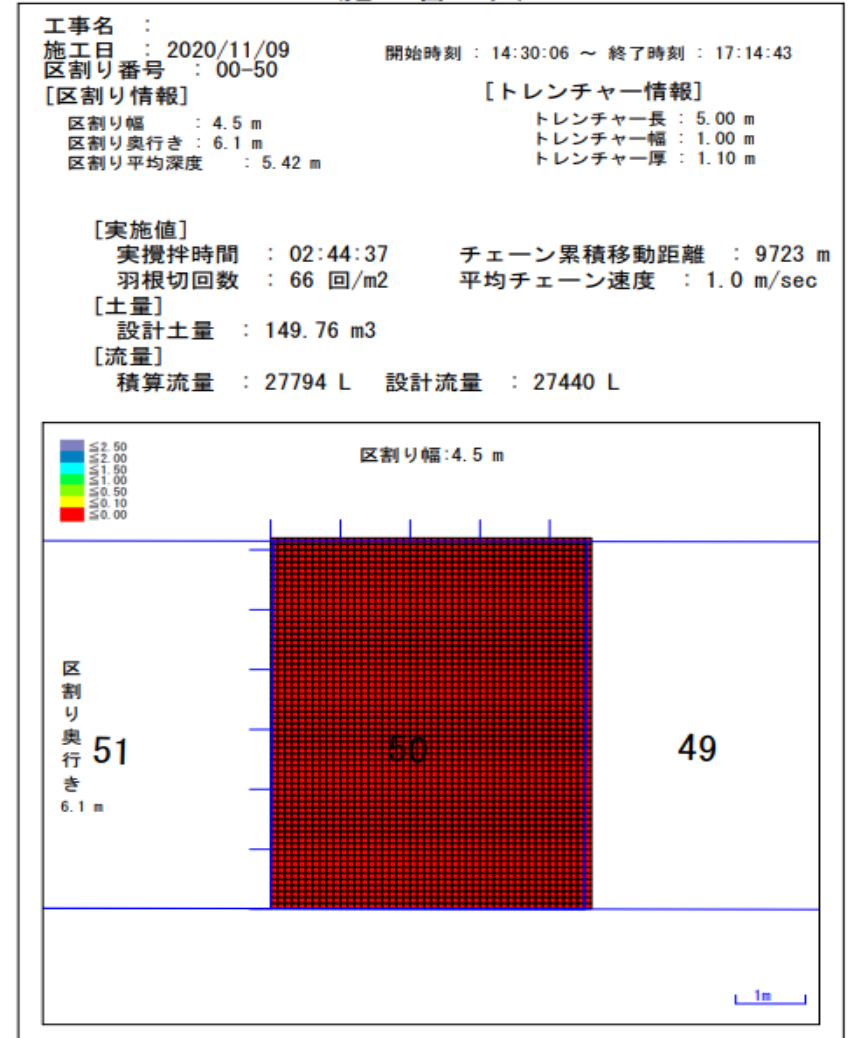 工事名　:
施工日　: 2020/11/09　開始時刻 : 14:30:06 ～ 終了時刻 : 17:14:43
区割り番号　: 00-50
[区割り情報]　[トレンチャー情報]
区割り幅　: 4.5 m　トレンチャー長 : 5.00 m
区割り奥行き : 6.1 m　トレンチャー幅 : 1.00 m
区割り平均深度　: 5.42 m　トレンチャー厚 : 1.10 m
[実施値]
実攪拌時間　: 02:44:37　チェーン累積移動距離　: 9723 m
羽根切回数　: 66 回/m2　平均チェーン速度　: 1.0 m/sec
[土量]
設計土量　: 149.76 m3
[流量]
積算流量　: 27794 L　設計流量　: 27440 L
≦2.50
≦2.00
≦1.50
≦1.00
≦0.50
≦0.10
≦0.00
区割り幅:4.5 m
区割り奥行き
6.1 m
51　50　49
1m